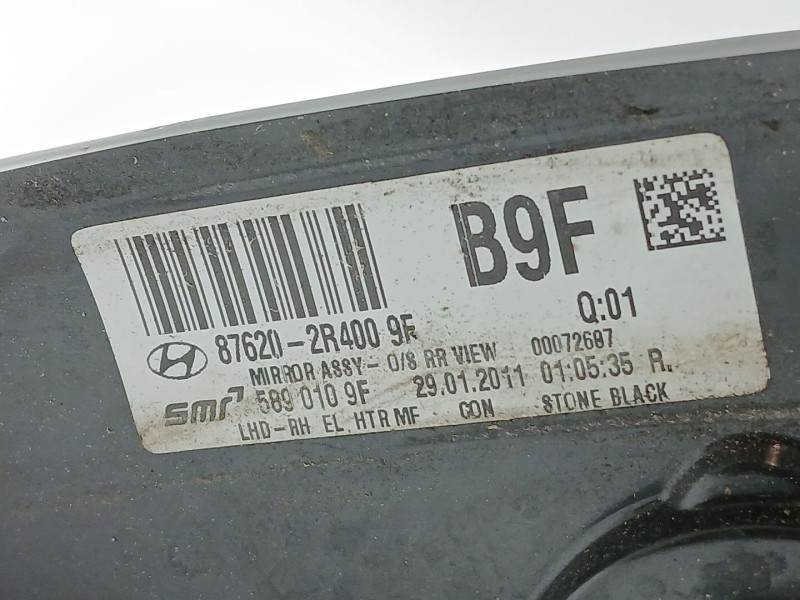 B9F
Q:01
87620-2R400 9F
MIRROR ASSY- O/S RR VIEW 00072697
smr 589 010 9F 29.01.2011 01:05:35 R.
LHD-RH EL HTR MF CON STONE BLACK